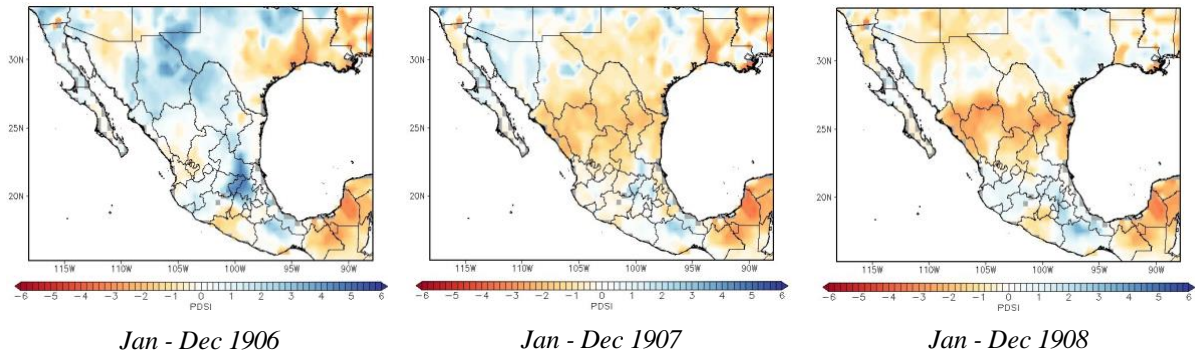 30N
25N
20N
115W 110W 105W 100W 95W 90W
−6 −5 −4 −3 −2 −1 0 1 2 3 4 5 6
PDSI
Jan - Dec 1906
30N
25N
20N
115W 110W 105W 100W 95W 90W
−6 −5 −4 −3 −2 −1 0 1 2 3 4 5 6
PDSI
Jan - Dec 1907
30N
25N
20N
115W 110W 105W 100W 95W 90W
−6 −5 −4 −3 −2 −1 0 1 2 3 4 5 6
PDSI
Jan - Dec 1908